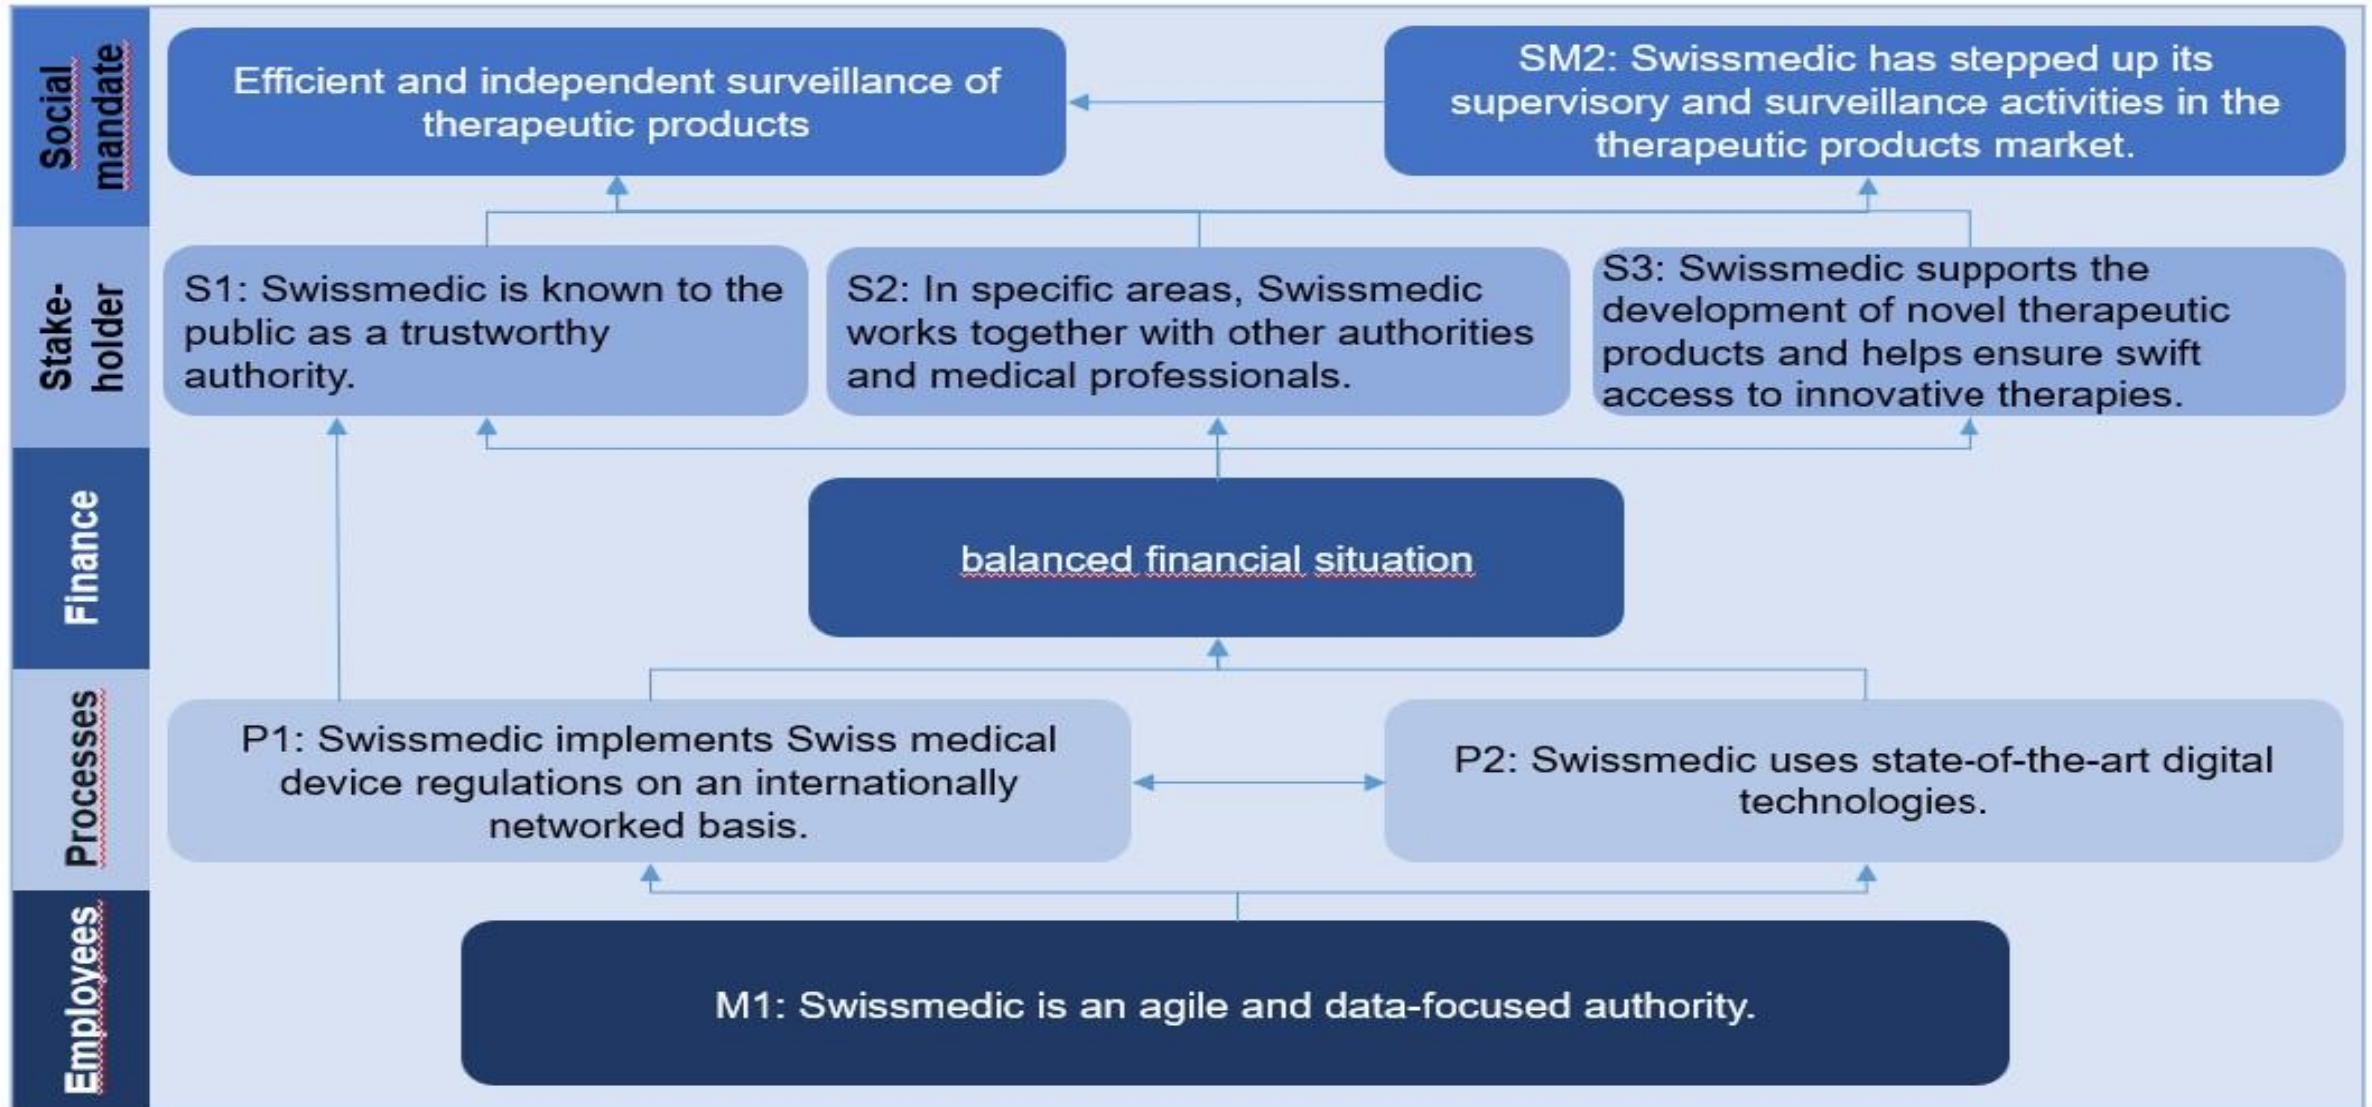 Social
mandate
Efficient and independent surveillance of
therapeutic products
SM2: Swissmedic has stepped up its
supervisory and surveillance activities in the
therapeutic products market.
Stake-
holder
S1: Swissmedic is known to the
public as a trustworthy
authority.
S2: In specific areas, Swissmedic
works together with other authorities
and medical professionals.
S3: Swissmedic supports the
development of novel therapeutic
products and helps ensure swift
access to innovative therapies.
Finance
balanced financial situation
Processes
P1: Swissmedic implements Swiss medical
device regulations on an internationally
networked basis.
P2: Swissmedic uses state-of-the-art digital
technologies.
Employees
M1: Swissmedic is an agile and data-focused authority.